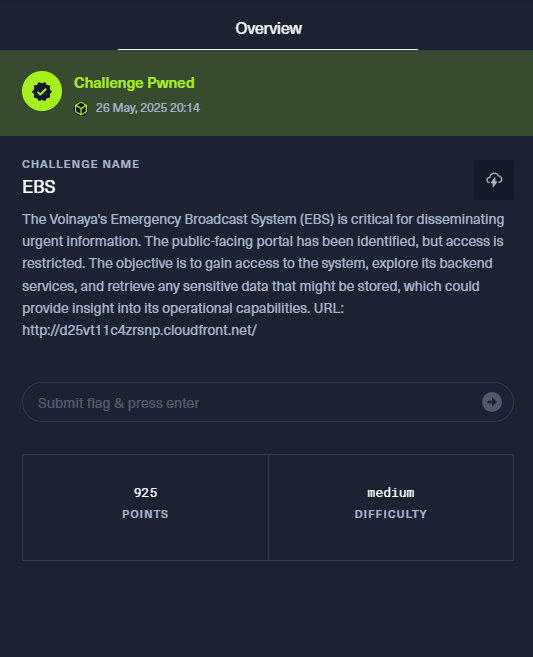 Overview
Challenge Pwned
26 May, 2025 20:14
CHALLENGE NAME
EBS
The Volnaya's Emergency Broadcast System (EBS) is critical for disseminating
urgent information. The public-facing portal has been identified, but access is
restricted. The objective is to gain access to the system, explore its backend
services, and retrieve any sensitive data that might be stored, which could
provide insight into its operational capabilities. URL:
http://d25vt11c4zrsnp.cloudfront.net/
Submit flag & press enter
925
POINTS
medium
DIFFICULTY